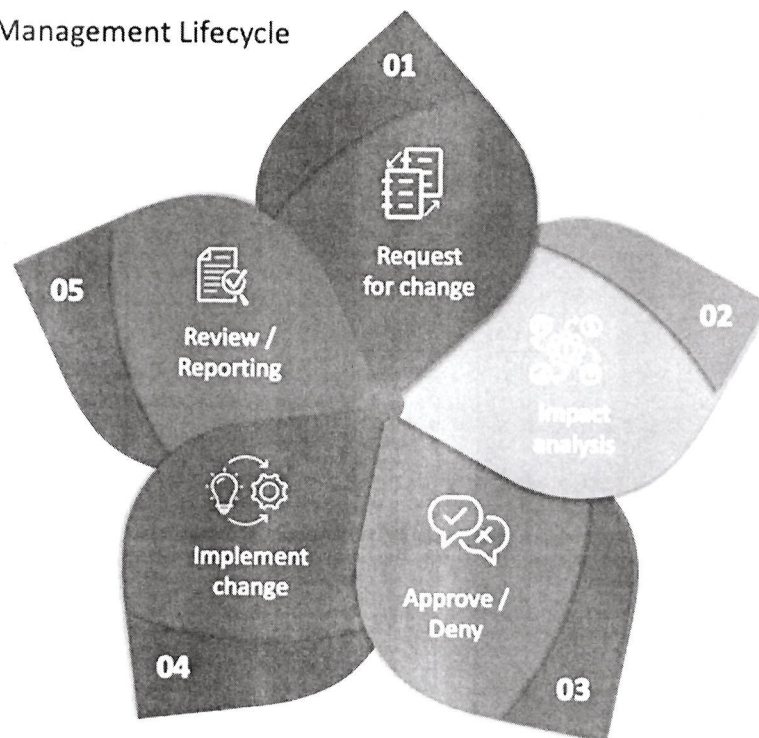 Management Lifecycle
01
Request
for change
02
Impact
analysis
03
Approve /
Deny
04
Implement
change
05
Review /
Reporting